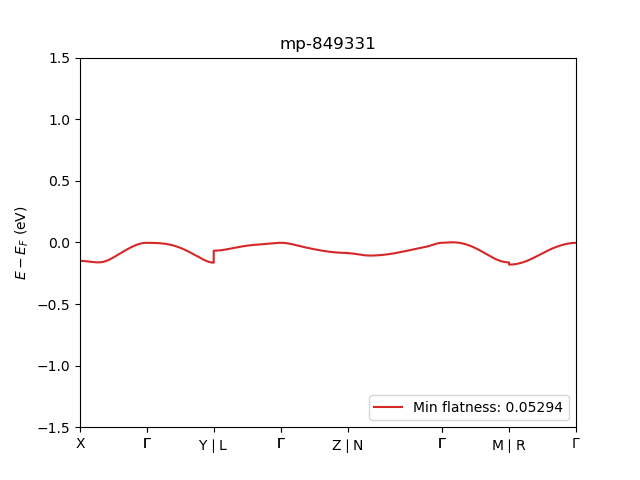 mp-849331
E − E_F (eV)
1.5
1.0
0.5
0.0
−0.5
−1.0
−1.5
Min flatness: 0.05294
X Γ Y | L Γ Z | N Γ M | R Γ